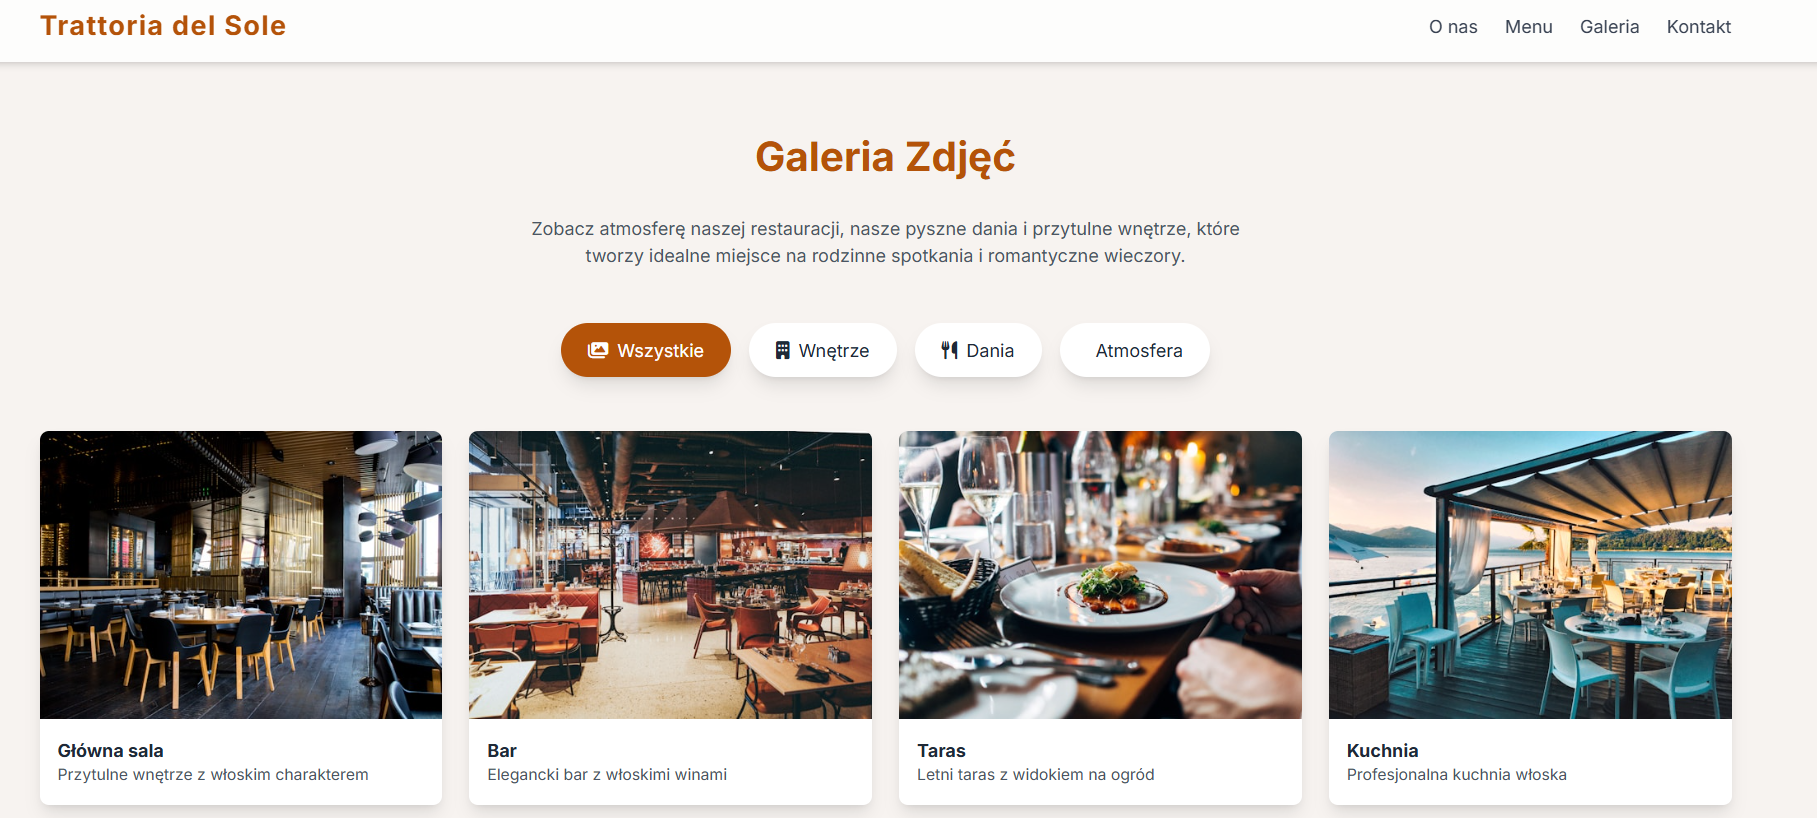 Trattoria del Sole
O nas Menu Galeria Kontakt
Galeria Zdjęć
Zobacz atmosferę naszej restauracji, nasze pyszne dania i przytulne wnętrze, które
tworzy idealne miejsce na rodzinne spotkania i romantyczne wieczory.
Wszystkie Wnętrze Dania Atmosfera
Główna sala
Przytulne wnętrze z włoskim charakterem
Bar
Elegancki bar z włoskimi winami
Taras
Letni taras z widokiem na ogród
Kuchnia
Profesjonalna kuchnia włoska